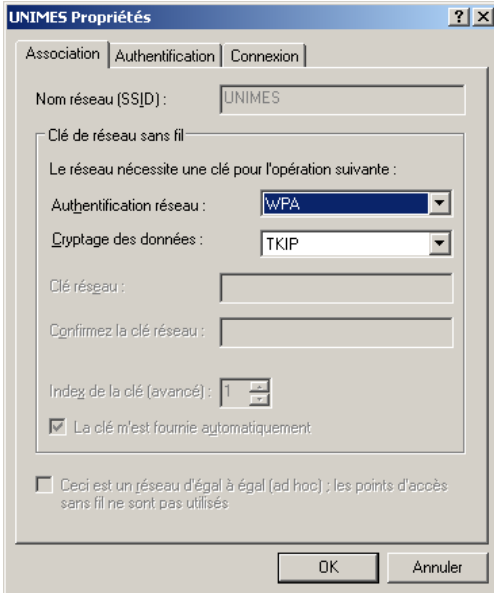 UNIMES Propriétés
Association Authentification Connexion
Nom réseau (SSID) : UNIMES
Clé de réseau sans fil
Le réseau nécessite une clé pour l'opération suivante :
Authentification réseau : WPA
Cryptage des données : TKIP
Clé réseau :
Confirmez la clé réseau :
Index de la clé (avancé) : 1
La clé m'est fournie automatiquement
Ceci est un réseau d'égal à égal (ad hoc) ; les points d'accès
sans fil ne sont pas utilisés
OK Annuler